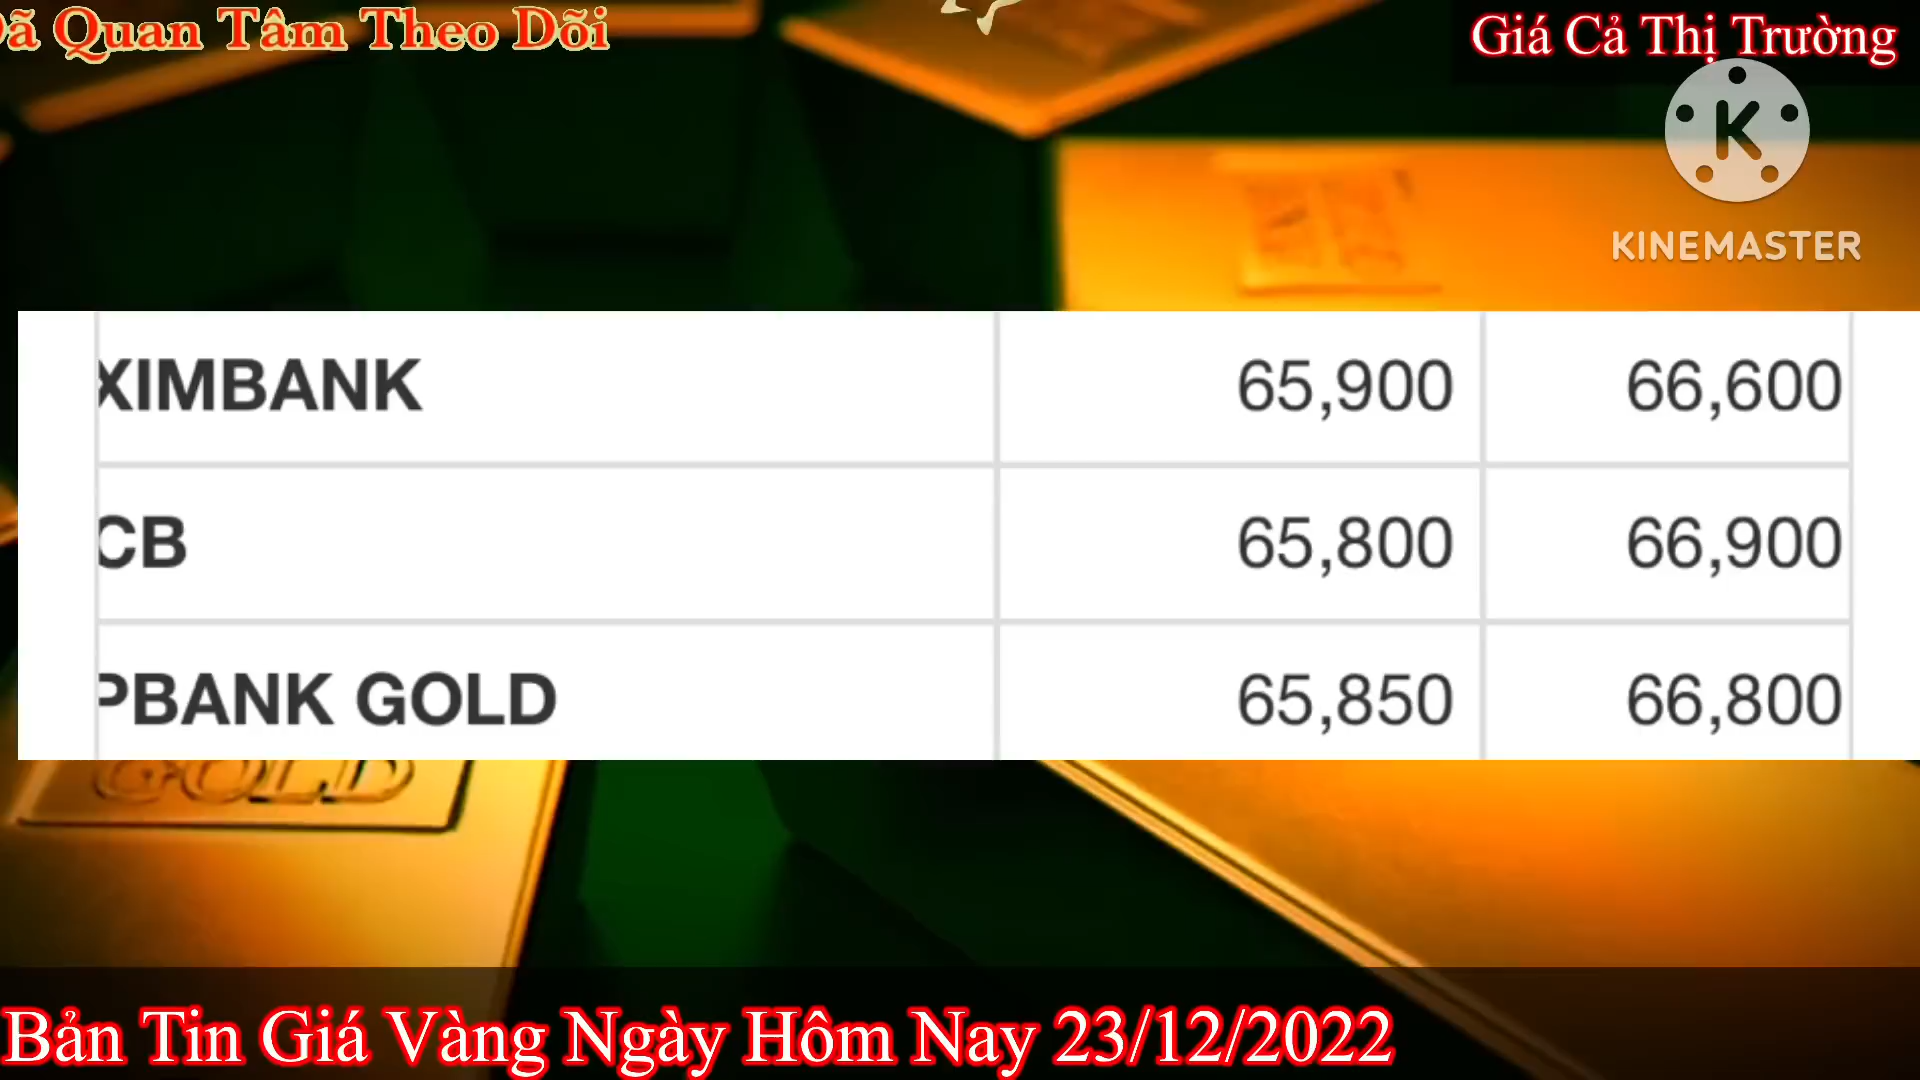 ã Quan Tâm Theo Dõi
Giá Cả Thị Trường
K
KINEMASTER
XIMBANK 65,900 66,600
CB 65,800 66,900
PBANK GOLD 65,850 66,800
GOLD
Bản Tin Giá Vàng Ngày Hôm Nay 23/12/2022